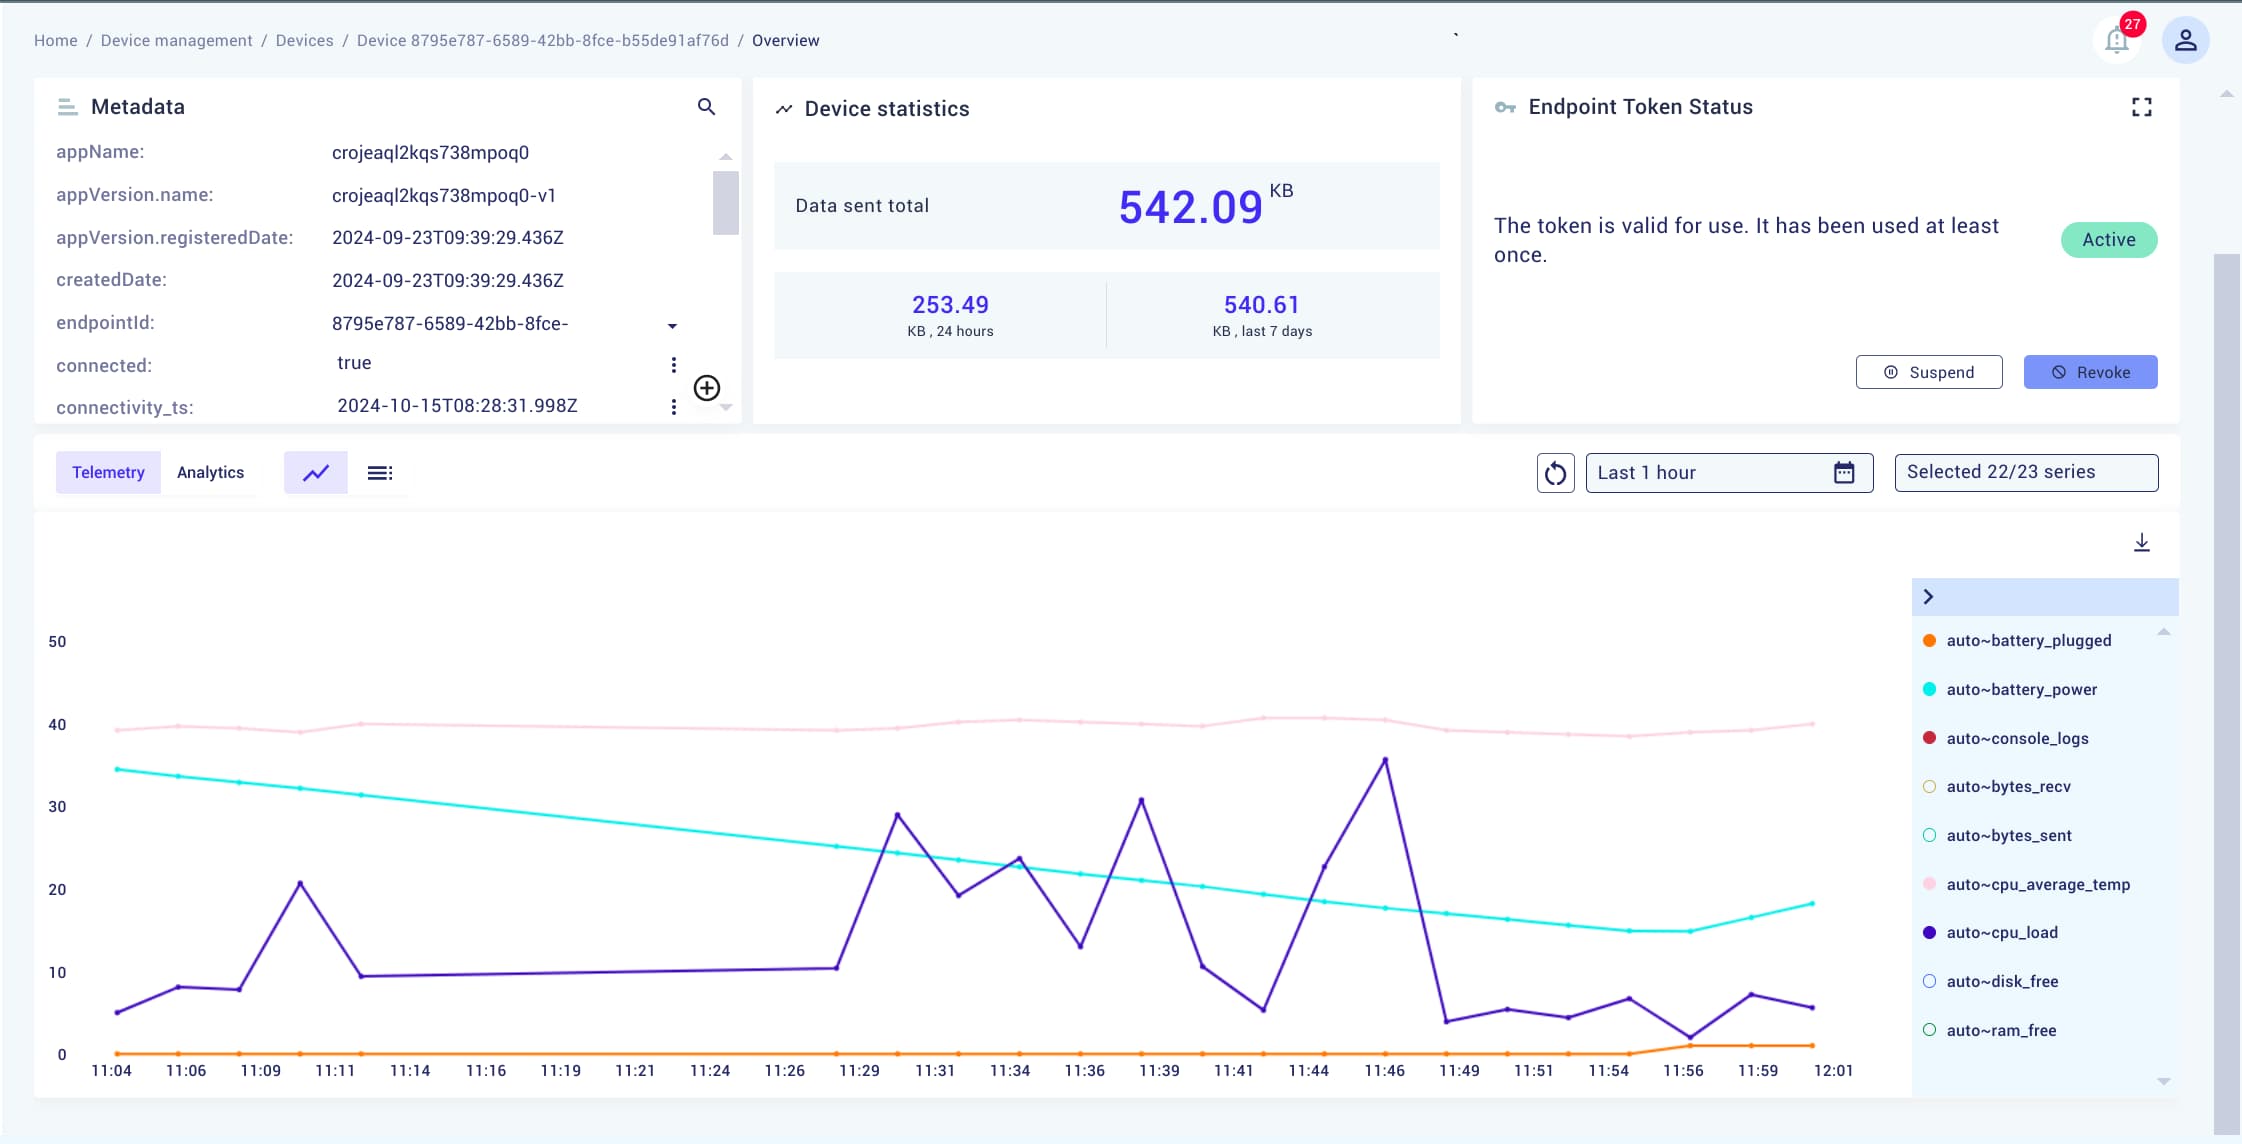 Home / Device management / Devices / Device 8795e787-6589-42bb-8fce-b55de91af76d / Overview
27
Metadata
appName: crojeaql2kqs738mpoq0
appVersion.name: crojeaql2kqs738mpoq0-v1
appVersion.registeredDate: 2024-09-23T09:39:29.436Z
createdDate: 2024-09-23T09:39:29.436Z
endpointId: 8795e787-6589-42bb-8fce-
connected: true
connectivity_ts: 2024-10-15T08:28:31.998Z
Device statistics
Data sent total 542.09 KB
253.49
KB , 24 hours
540.61
KB , last 7 days
Endpoint Token Status
The token is valid for use. It has been used at least
once.
Active
Suspend
Revoke
Telemetry
Analytics
Last 1 hour
Selected 22/23 series
50
40
30
20
10
0
11:04 11:06 11:09 11:11 11:14 11:16 11:19 11:21 11:24 11:26 11:29 11:31 11:34 11:36 11:39 11:41 11:44 11:46 11:49 11:51 11:54 11:56 11:59 12:01
auto~battery_plugged
auto~battery_power
auto~console_logs
auto~bytes_recv
auto~bytes_sent
auto~cpu_average_temp
auto~cpu_load
auto~disk_free
auto~ram_free